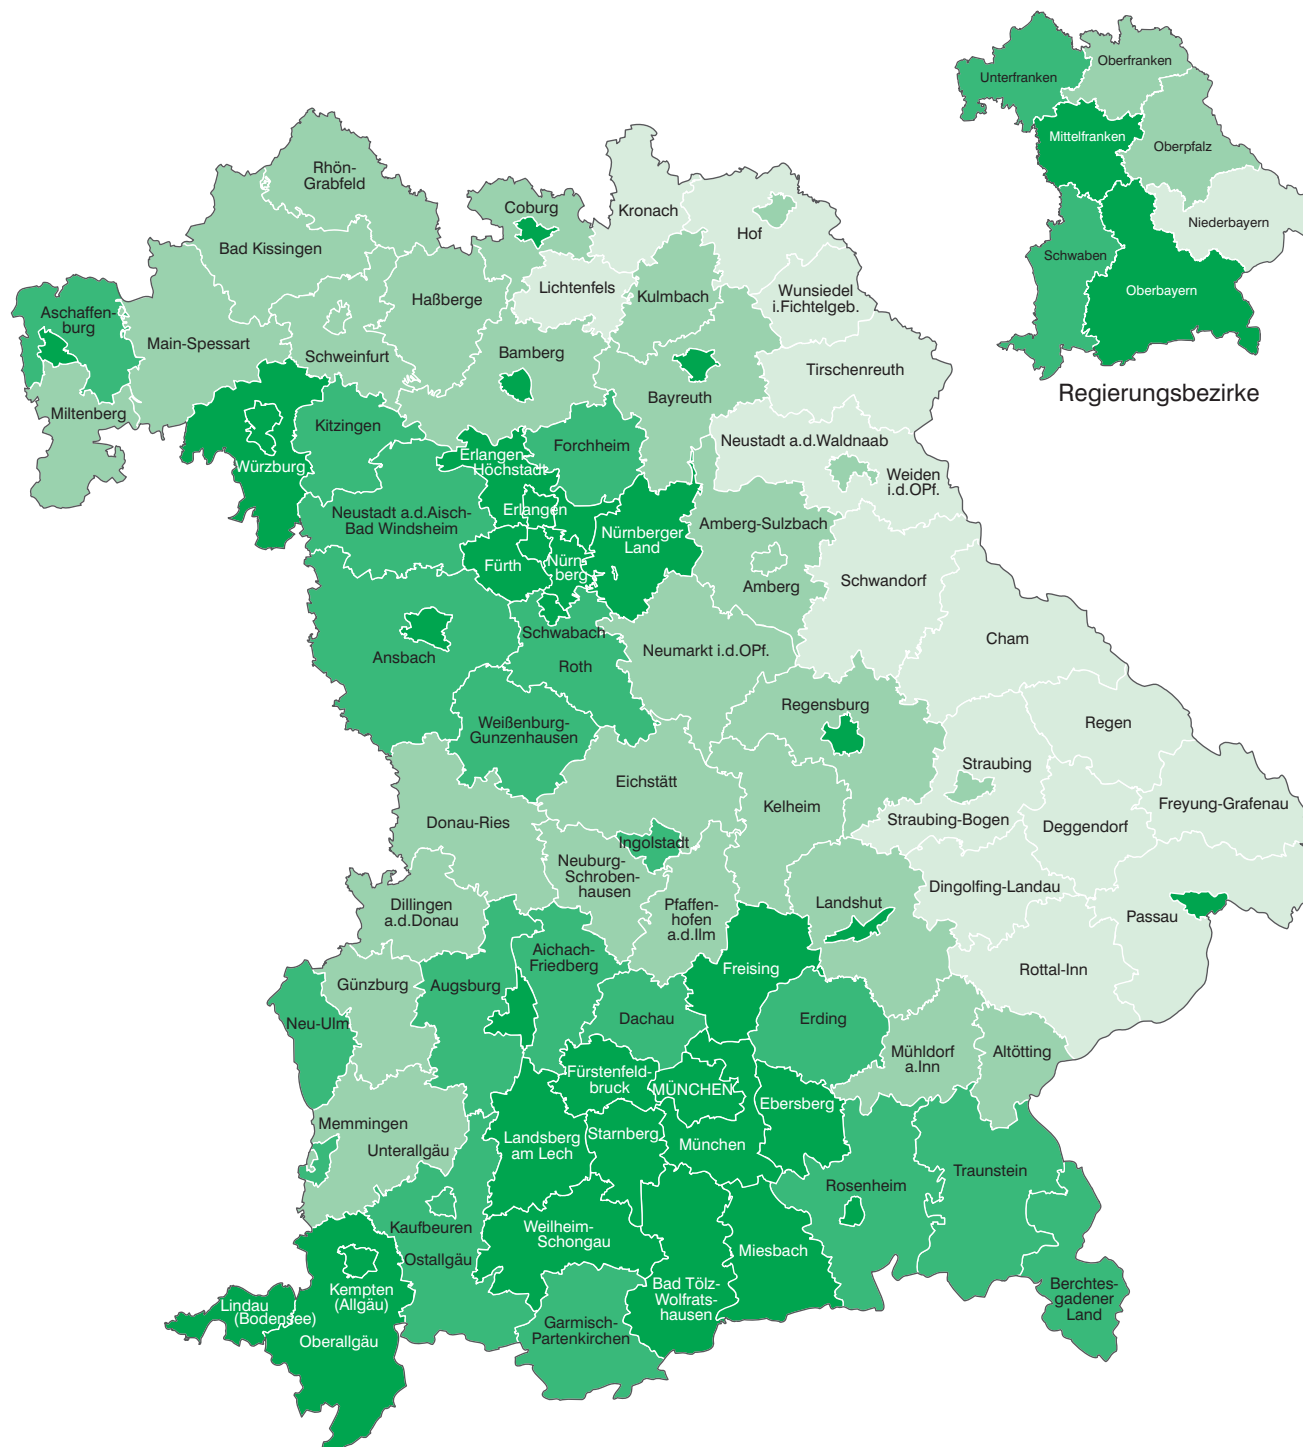 Unterfranken
Oberfranken
Mittelfranken
Oberpfalz
Niederbayern
Schwaben
Oberbayern
Regierungsbezirke
Rhön-
Grabfeld
Coburg
Kronach
Hof
Bad Kissingen
Lichtenfels
Haßberge
Kulmbach
Wunsiedel
i.Fichtelgeb.
Aschaffen-
burg
Main-Spessart
Schweinfurt
Bamberg
Tirschenreuth
Bayreuth
Miltenberg
Kitzingen
Forchheim
Neustadt a.d.Waldnaab
Weiden
i.d.OPf.
Würzburg
Erlangen-
Höchstadt
Neustadt a.d.Aisch-
Bad Windsheim
Erlangen
Nürnberger
Land
Amberg-Sulzbach
Fürth
Nürn-
berg
Amberg
Schwandorf
Schwabach
Ansbach
Roth
Neumarkt i.d.OPf.
Cham
Weißenburg-
Gunzenhausen
Regensburg
Regen
Straubing
Eichstätt
Kelheim
Freyung-Grafenau
Donau-Ries
Straubing-Bogen
Deggendorf
Ingolstadt
Neuburg-
Schroben-
hausen
Dingolfing-Landau
Dillingen
a.d.Donau
Pfaffen-
hofen
a.d.Ilm
Landshut
Passau
Aichach-
Friedberg
Freising
Rottal-Inn
Günzburg
Augsburg
Neu-Ulm
Dachau
Erding
Mühldorf
a.Inn
Altötting
Fürstenfeld-
bruck
MÜNCHEN
Ebersberg
Memmingen
Unterallgäu
Landsberg
am Lech
Starnberg
München
Traunstein
Rosenheim
Kaufbeuren
Ostallgäu
Weilheim-
Schongau
Miesbach
Kempten
(Allgäu)
Bad Tölz-
Wolfrats-
hausen
Berchtes-
gadener
Land
Lindau
(Bodensee)
Oberallgäu
Garmisch-
Partenkirchen